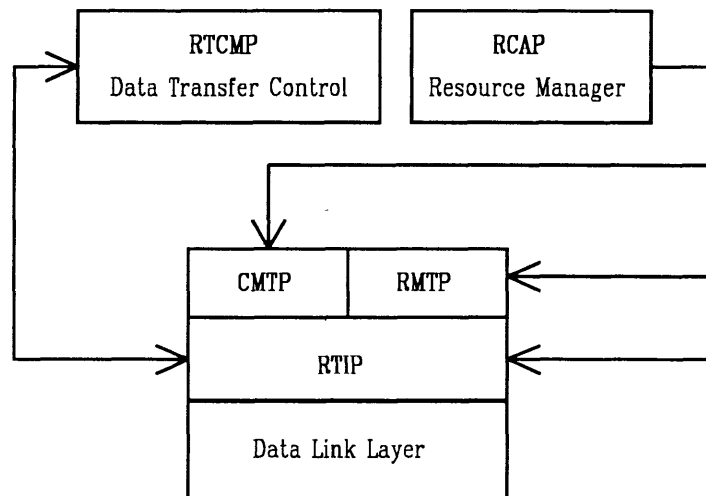 RTCMP
Data Transfer Control
RCAP
Resource Manager
CMTP
RMTP
RTIP
Data Link Layer